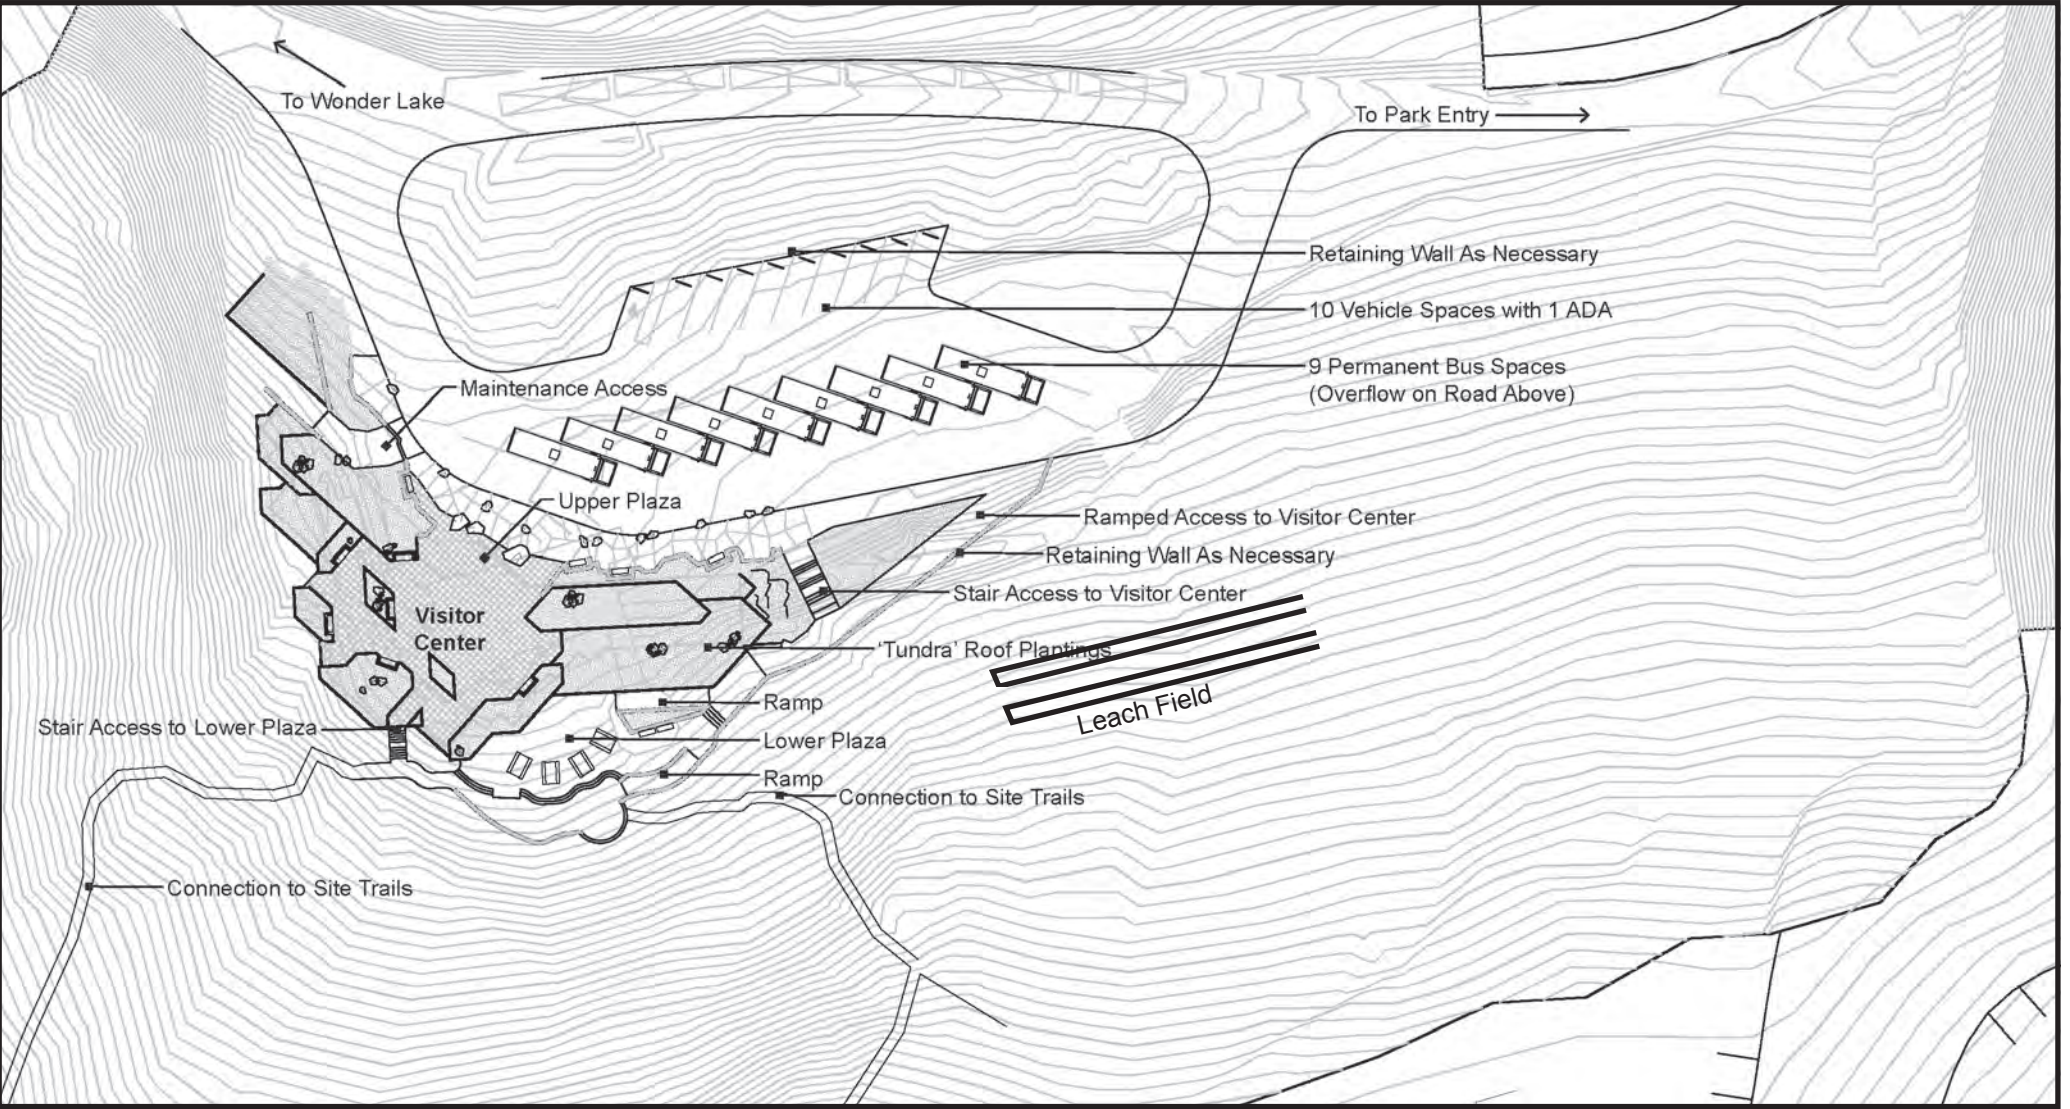 To Wonder Lake
To Park Entry
Retaining Wall As Necessary
10 Vehicle Spaces with 1 ADA
9 Permanent Bus Spaces
(Overflow on Road Above)
Maintenance Access
Upper Plaza
Ramped Access to Visitor Center
Retaining Wall As Necessary
Stair Access to Visitor Center
Visitor
Center
'Tundra' Roof Plantings
Ramp
Leach Field
Stair Access to Lower Plaza
Lower Plaza
Ramp
Connection to Site Trails
Connection to Site Trails